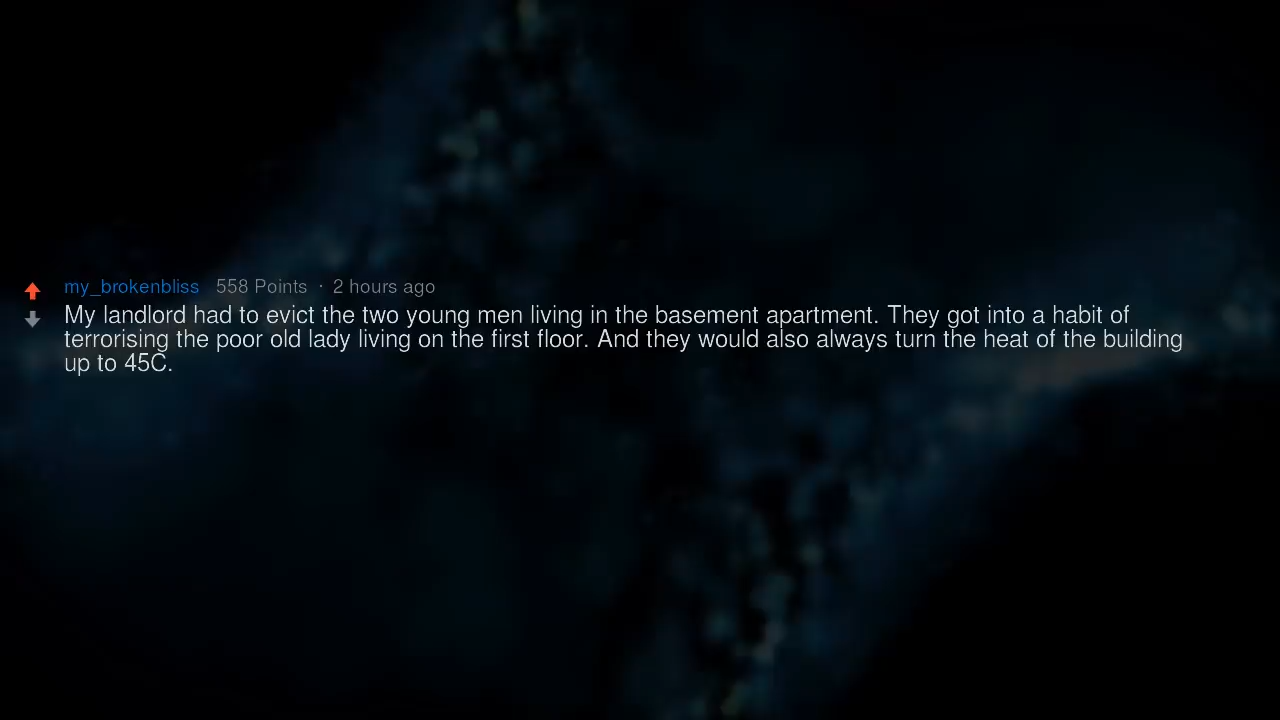 my_brokenbliss 558 Points · 2 hours ago
My landlord had to evict the two young men living in the basement apartment. They got into a habit of
terrorising the poor old lady living on the first floor. And they would also always turn the heat of the building
up to 45C.